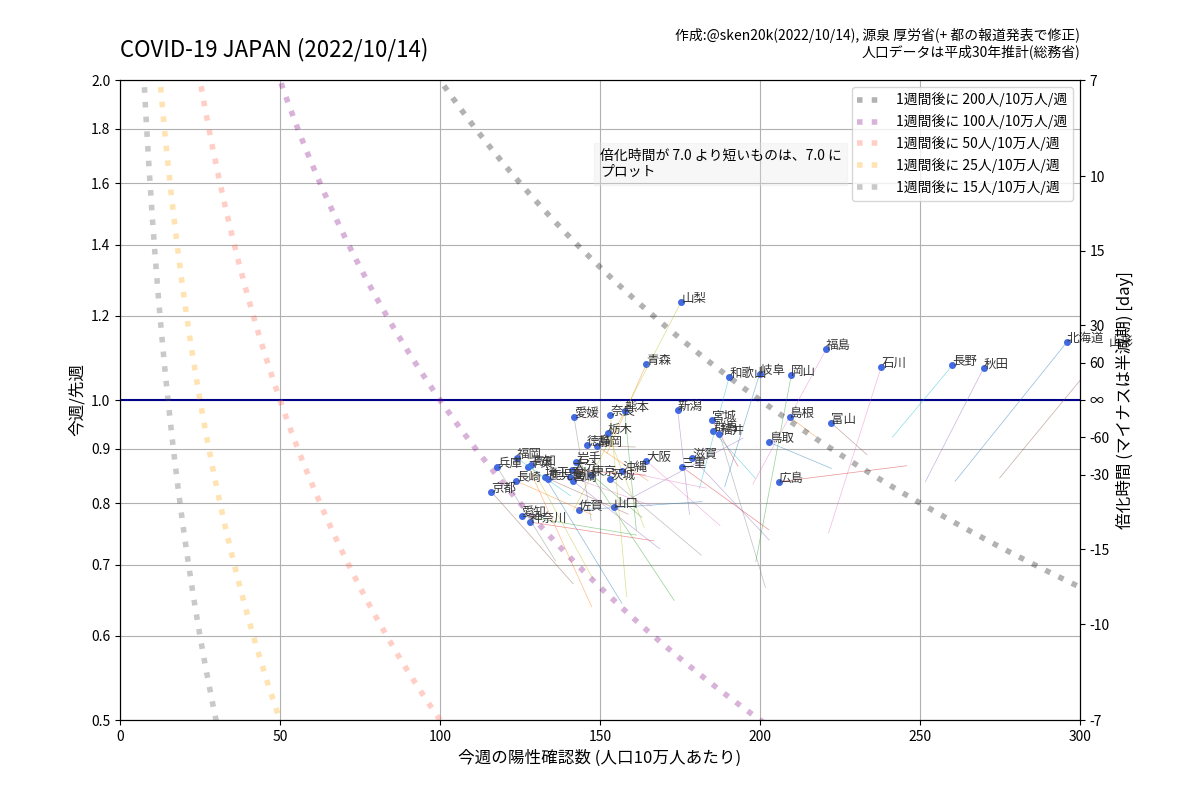 COVID-19 JAPAN (2022/10/14)
作成:@sken20k(2022/10/14), 源泉 厚労省(+ 都の報道発表で修正)
人口データは平成30年推計(総務省)
1週間後に 200人/10万人/週
1週間後に 100人/10万人/週
1週間後に 50人/10万人/週
1週間後に 25人/10万人/週
1週間後に 15人/10万人/週
倍化時間が 7.0 より短いものは、7.0 に
プロット
今週/先週
2.0
1.8
1.6
1.4
1.2
1.0
0.9
0.8
0.7
0.6
0.5
7
10
15
30
60
∞
-60
-30
-15
-10
-7
倍化時間 (マイナスは半減期) [day]
山梨
北海道
福島
青森
和歌山
岐阜
岡山
石川
長野
秋田
愛媛
奈良
熊本
新潟
宮城
福井
島根
富山
栃木
鳥取
福岡
兵庫
岩手
大阪
滋賀
三重
沖縄
東京
茨城
長崎
京都
広島
佐賀
山口
愛知
神奈川
0
50
100
150
200
250
300
今週の陽性確認数 (人口10万人あたり)